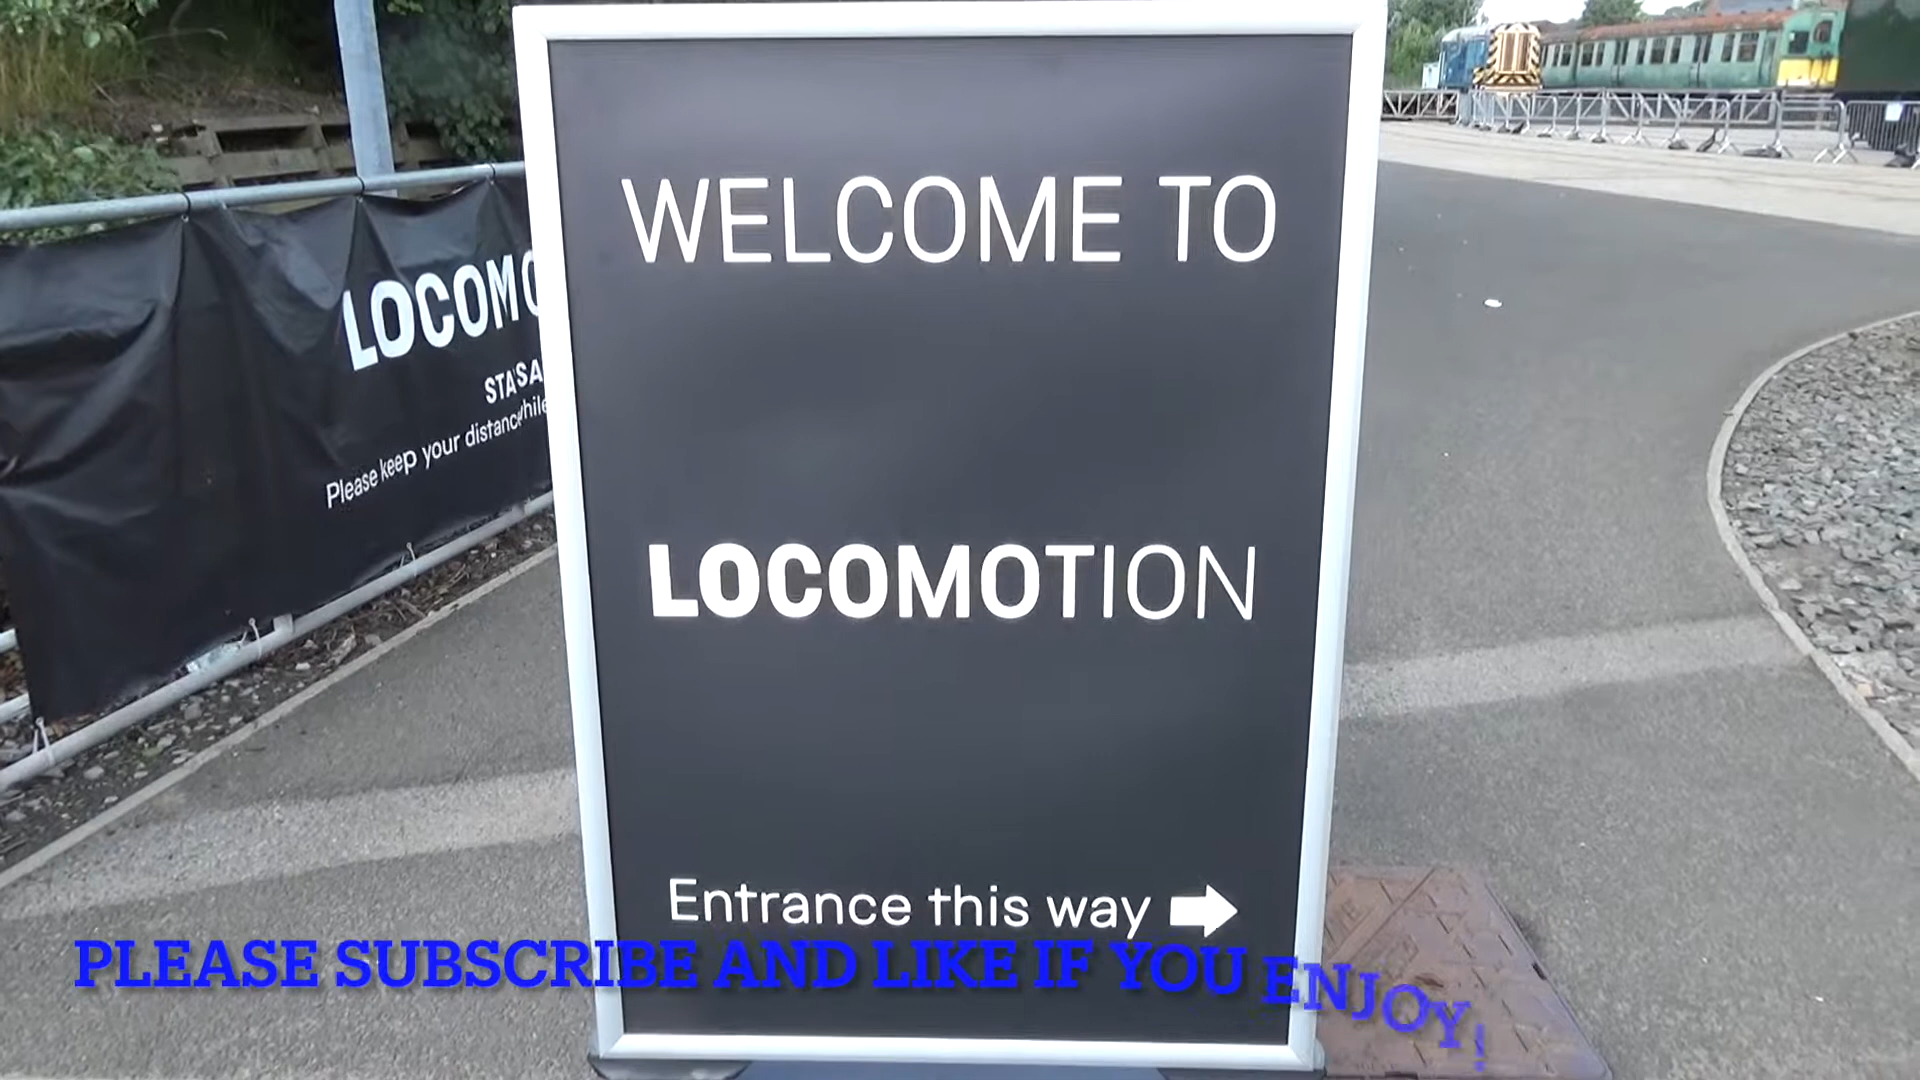 WELCOME TO
LOCOMOTION
Entrance this way
LOCOMO
Please keep your distance
PLEASE SUBSCRIBE AND LIKE IF YOU ENJOY!